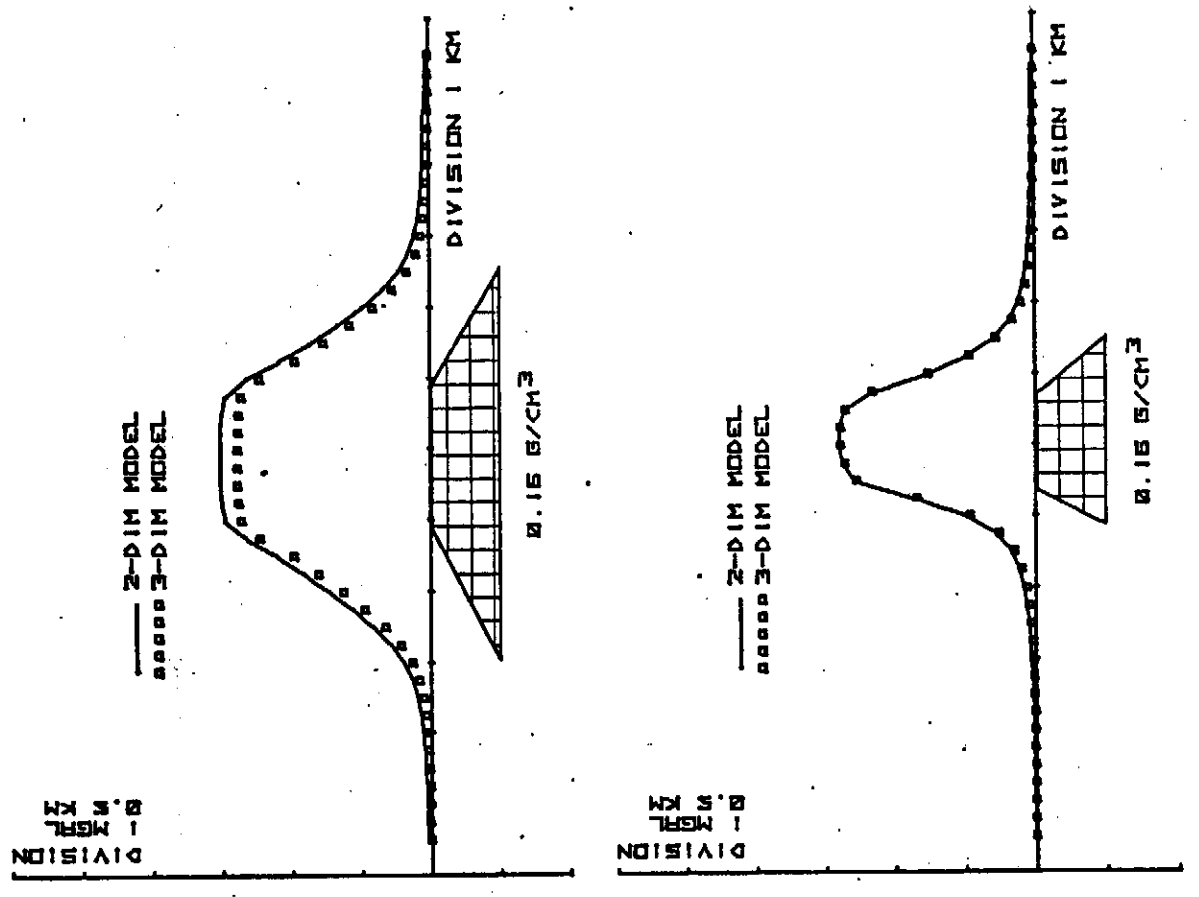 DIVISION
1 MGAL
0.5 KM
2-DIM MODEL
3-DIM MODEL
DIVISION 1 KM
0.16 G/CM³
DIVISION
1 MGAL
0.5 KM
2-DIM MODEL
3-DIM MODEL
DIVISION 1 KM
0.16 G/CM³